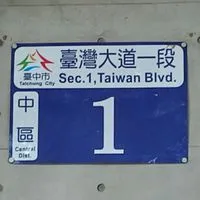 臺灣大道一段
Sec.1,Taiwan Blvd.
臺中市
Taichung City
中區
Central
Dist.
1